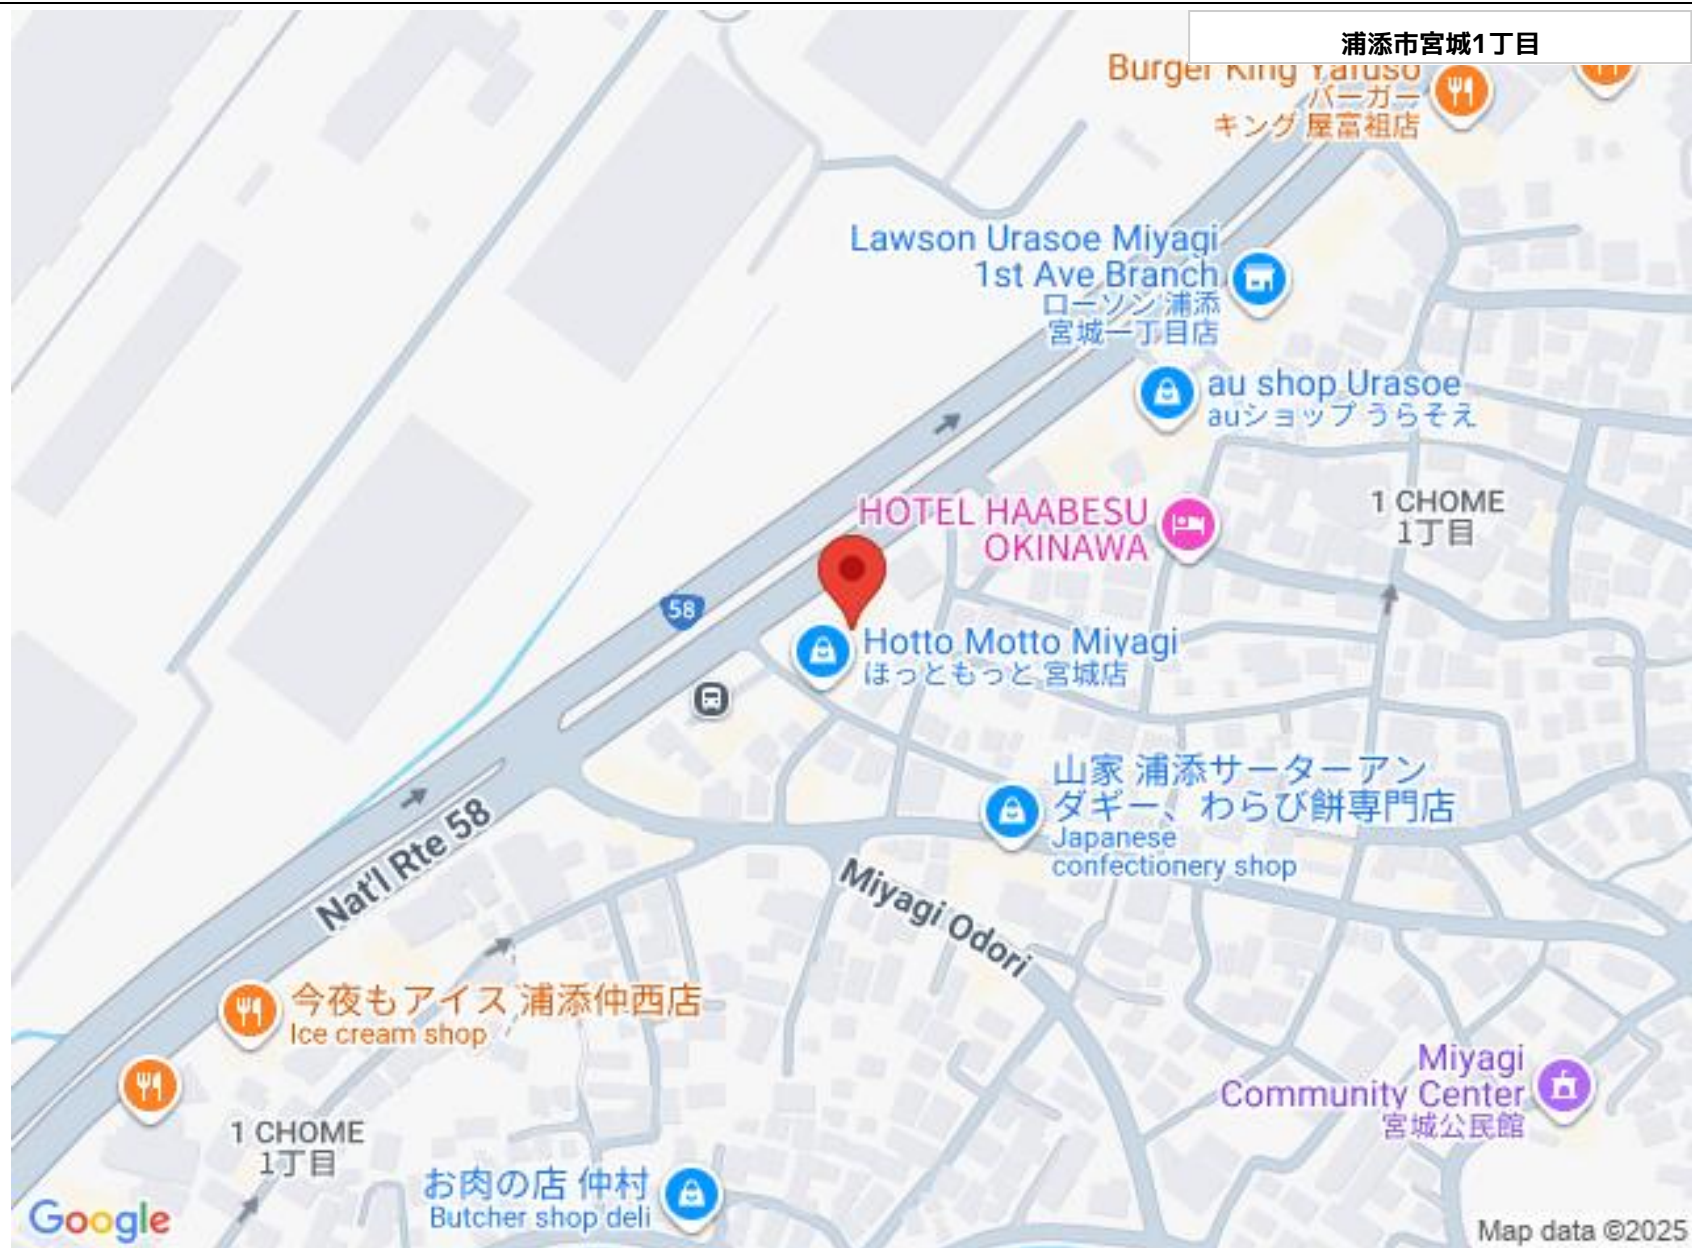 浦添市宮城1丁目
Burger King Yafuso
バーガー
キング 屋富祖店
Lawson Urasoe Miyagi
1st Ave Branch
ローソン 浦添
宮城一丁目店
au shop Urasoe
auショップ うらそえ
HOTEL HAABESU
OKINAWA
1 CHOME
1丁目
58
Hotto Motto Miyagi
ほっともっと 宮城店
山家 浦添サーターアン
ダギー、わらび餅専門店
Japanese
confectionery shop
Nat'l Rte 58
Miyagi Odori
今夜もアイス 浦添仲西店
Ice cream shop
Miyagi
Community Center
宮城公民館
1 CHOME
1丁目
お肉の店 仲村
Butcher shop deli
Google
Map data ©2025